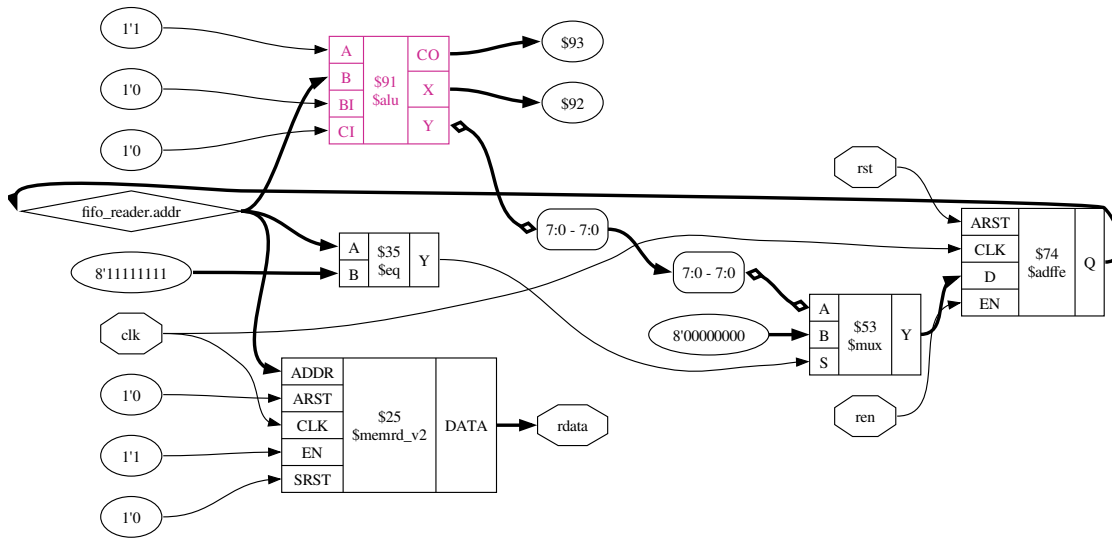 1'1
1'0
1'0
A
B
BI
CI
$91
$alu
CO
X
Y
$93
$92
fifo_reader.addr
8'11111111
A
B
$35
$eq
Y
7:0 - 7:0
7:0 - 7:0
clk
1'0
1'1
1'0
ADDR
ARST
CLK
EN
SRST
$25
$memrd_v2
DATA
rdata
8'00000000
A
B
S
$53
$mux
Y
rst
ren
ARST
CLK
D
EN
$74
$adffe
Q